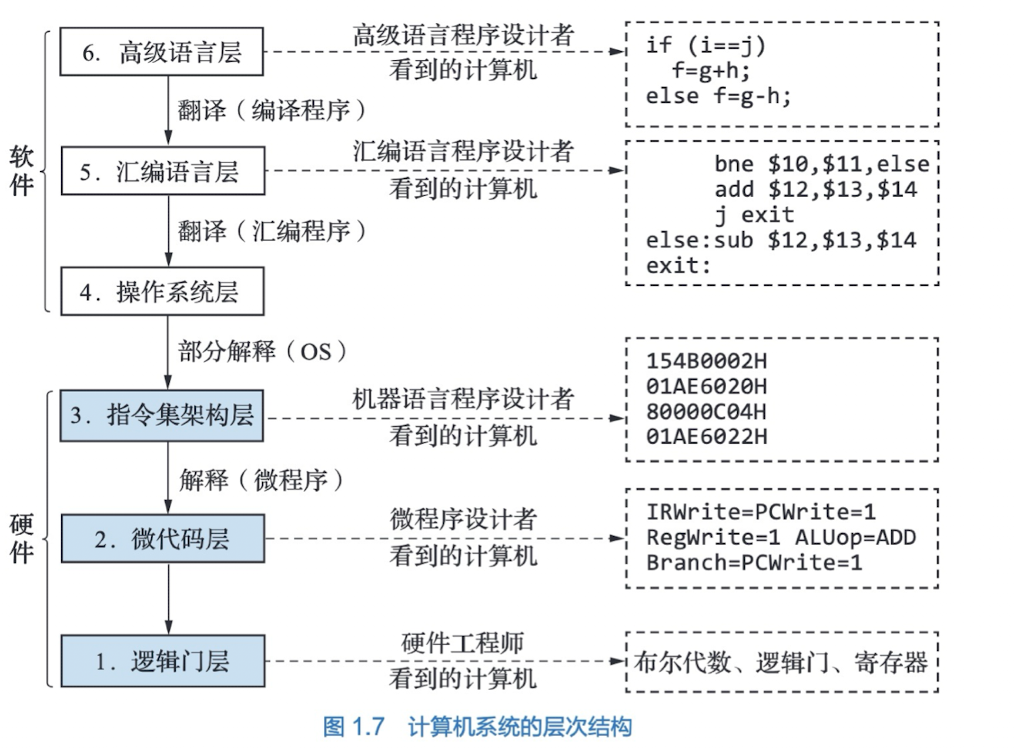 软件
硬件
6. 高级语言层
高级语言程序设计者
看到的计算机
if (i==j)
  f=g+h;
else f=g-h;
翻译（编译程序）
5. 汇编语言层
汇编语言程序设计者
看到的计算机
     bne $10,$11,else
     add $12,$13,$14
     j exit
else:sub $12,$13,$14
exit:
翻译（汇编程序）
4. 操作系统层
部分解释（OS）
3. 指令集架构层
机器语言程序设计者
看到的计算机
154B0002H
01AE6020H
80000C04H
01AE6022H
解释（微程序）
2. 微代码层
微程序设计者
看到的计算机
IRWrite=PCWrite=1
RegWrite=1 ALUop=ADD
Branch=PCWrite=1
1. 逻辑门层
硬件工程师
看到的计算机
布尔代数、逻辑门、寄存器
图 1.7 计算机系统的层次结构